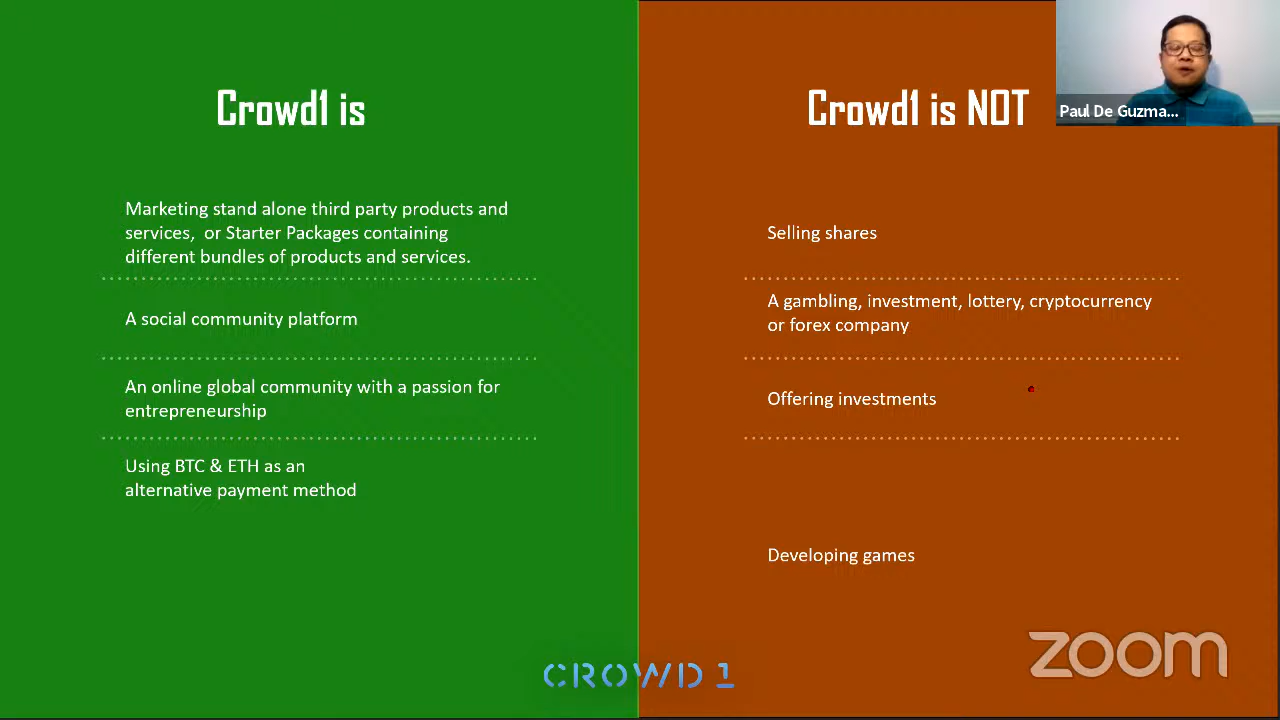 Crowd1 is
Marketing stand alone third party products and
services,  or Starter Packages containing
different bundles of products and services.
A social community platform
An online global community with a passion for
entrepreneurship
Using BTC & ETH as an
alternative payment method
Crowd1 is NOT
Selling shares
A gambling, investment, lottery, cryptocurrency
or forex company
Offering investments
Developing games
Paul De Guzma...
CROWD 1
zoom